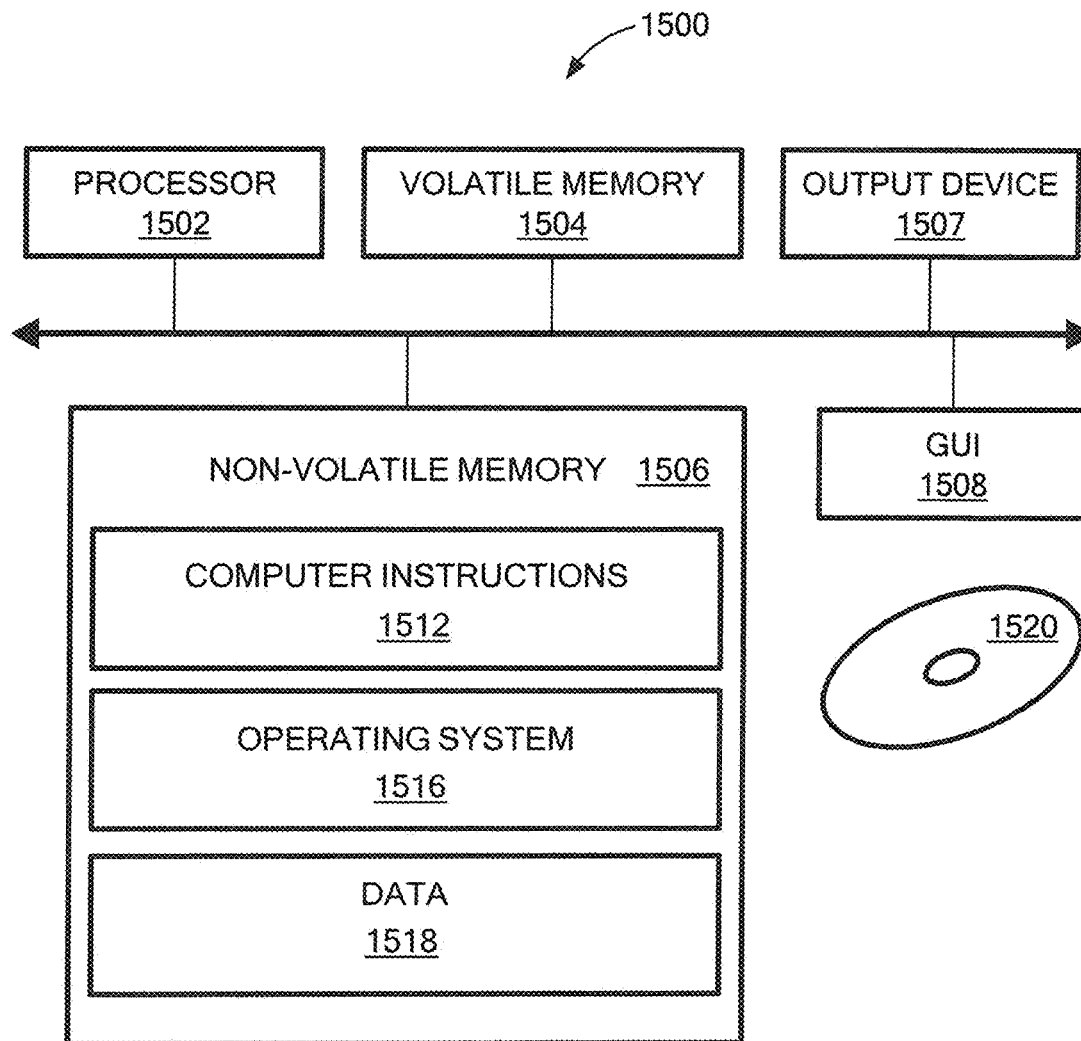 1500
PROCESSOR
1502
VOLATILE MEMORY
1504
OUTPUT DEVICE
1507
NON-VOLATILE MEMORY 1506
GUI
1508
COMPUTER INSTRUCTIONS
1512
1520
OPERATING SYSTEM
1516
DATA
1518